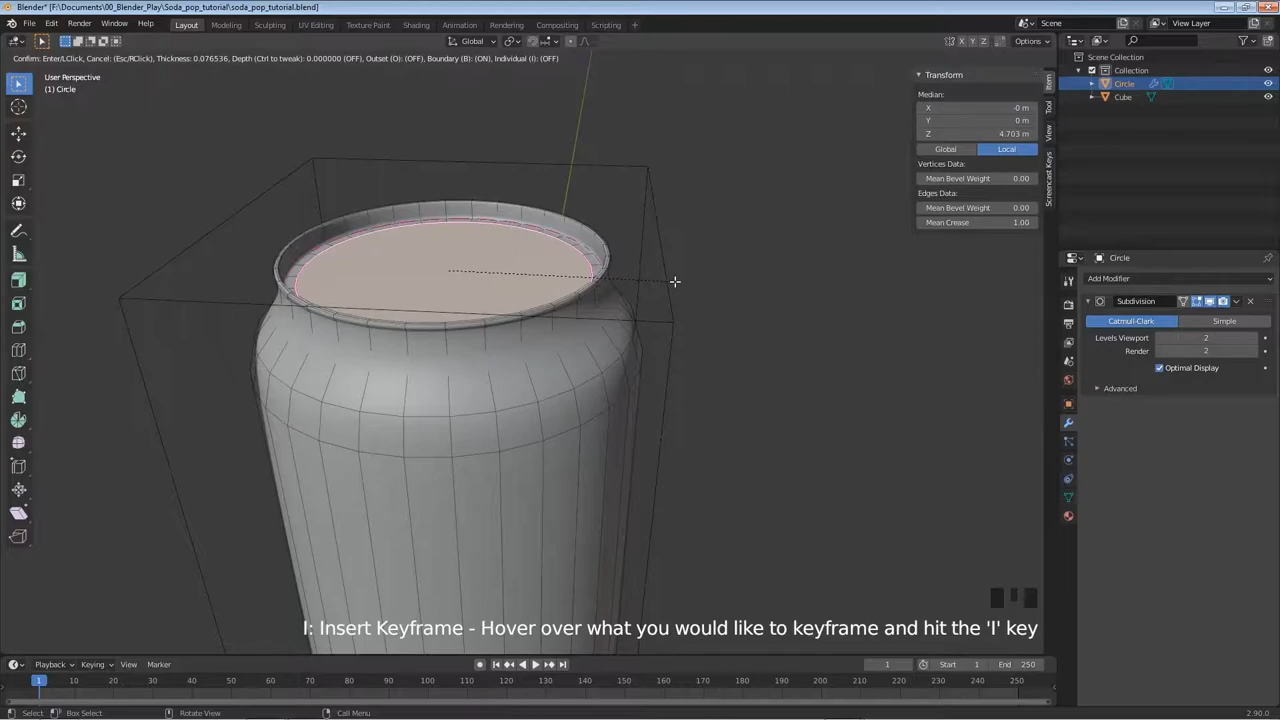 Blender* [F:\Documents\00_Blender_Play\Soda_pop_tutorial\soda_pop_tutorial.blend]
File Edit Render Window Help Layout Modeling Sculpting UV Editing Texture Paint Shading Animation Rendering Compositing Scripting Scene View Layer
Global X Y Z Options
Confirm: Enter/LClick, Cancel: (Esc/RClick), Thickness: 0.076536, Depth (Ctrl to tweak): 0.000000 (OFF), Outset (O): (OFF), Boundary (B): (ON), Individual (I): (OFF)
User Perspective
(1) Circle
Transform
Median:
X -0 m
Y 0 m
Z 4.703 m
Global Local
Vertices Data:
Mean Bevel Weight 0.00
Edges Data:
Mean Bevel Weight 0.00
Mean Crease 1.00
Item
Tool
View
Screencast Keys
Scene Collection
Collection
Circle
Cube
Circle
Add Modifier
Subdivision
Catmull-Clark Simple
Levels Viewport 2
Render 2
Optimal Display
Advanced
I: Insert Keyframe - Hover over what you would like to keyframe and hit the 'I' key
Playback Keying View Marker 1 Start 1 End 250
1 10 20 30 40 50 60 70 80 90 100 110 120 130 140 150 160 170 180 190 200 210 220 230 240 250
Select Box Select Rotate View Call Menu 2.90.0